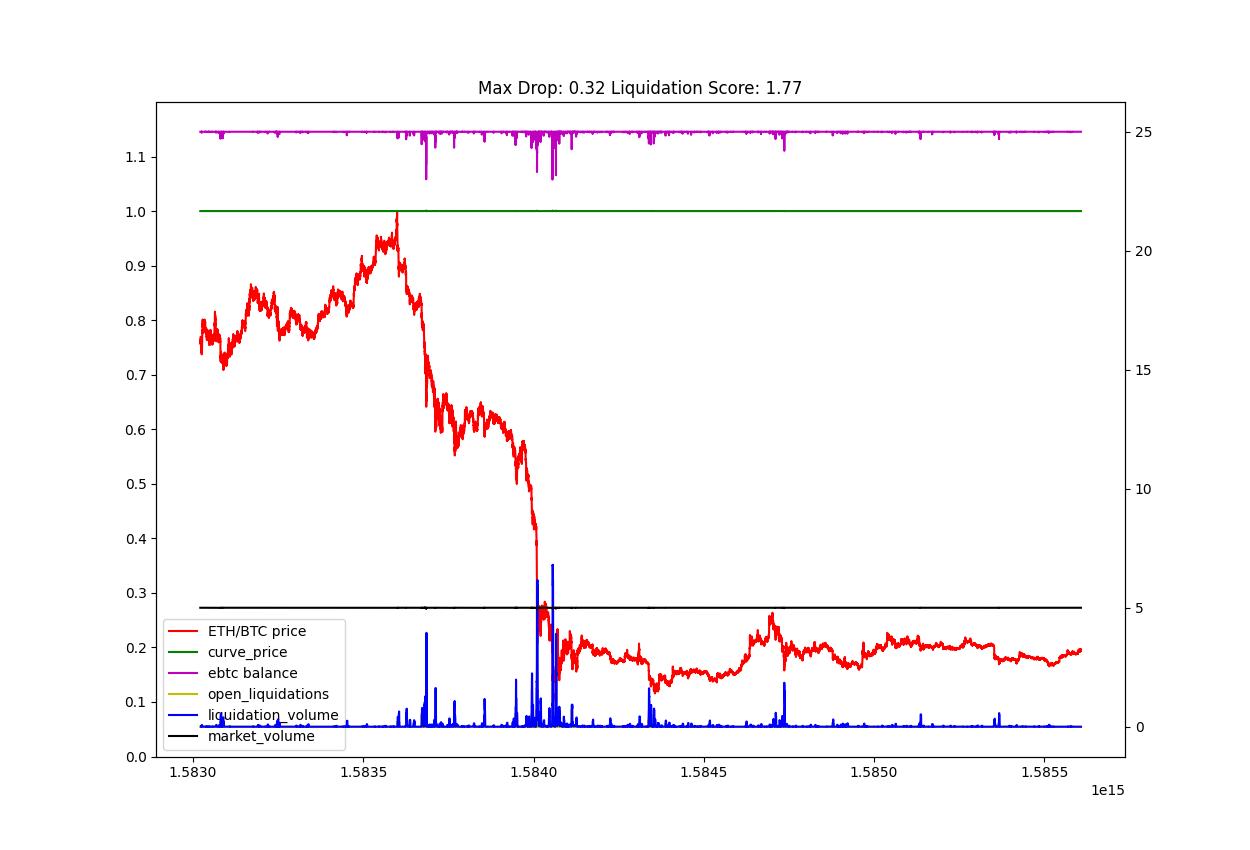 Max Drop: 0.32 Liquidation Score: 1.77
1.1
1.0
0.9
0.8
0.7
0.6
0.5
0.4
0.3
0.2
0.1
0.0
25
20
15
10
5
0
ETH/BTC price
curve_price
ebtc balance
open_liquidations
liquidation_volume
market_volume
1.5830 1.5835 1.5840 1.5845 1.5850 1.5855
1e15